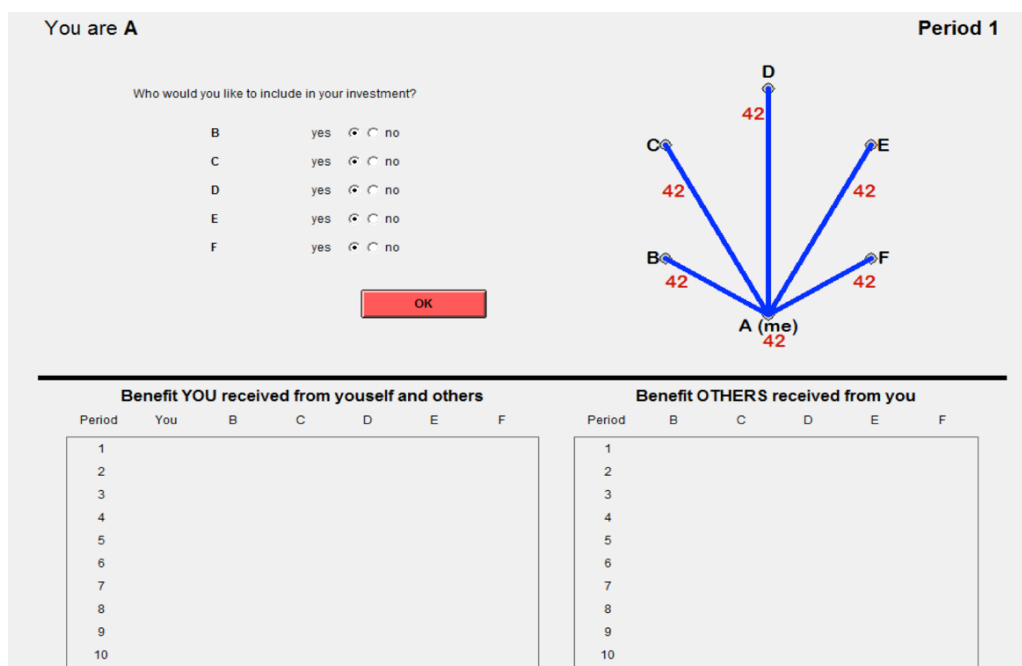 You are A
Period 1
Who would you like to include in your investment?
B yes no
C yes no
D yes no
E yes no
F yes no
OK
D
42
C
E
42
42
B
F
42
42
A (me)
42
Benefit YOU received from youself and others
Period You B C D E F
1
2
3
4
5
6
7
8
9
10
Benefit OTHERS received from you
Period B C D E F
1
2
3
4
5
6
7
8
9
10